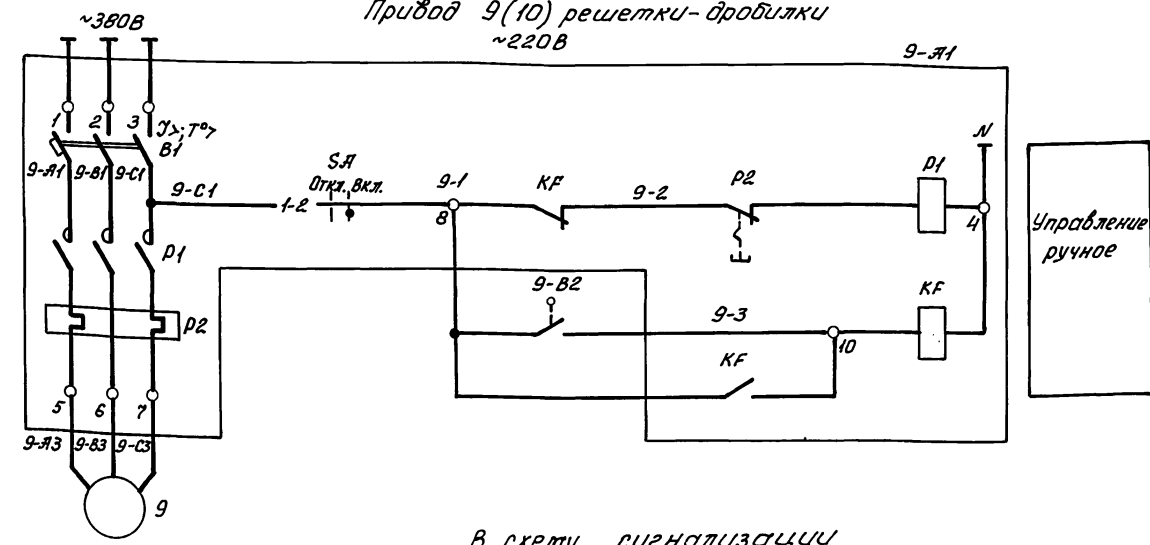 Привод 9(10) решетки-дробилки
~380В
~220В
9-А1
1 2 3 У>; Т°>
В1
9-А1 9-В1 9-С1
9-С1
1-2
SA
Откл. Вкл.
9-1
8
KF
9-2
Р2
Р1
N
4
Р1
Р2
9-В2
9-3
10
KF
KF
Управление
ручное
5 6 7
9-А3 9-В3 9-С3
9
В схему сигнализации